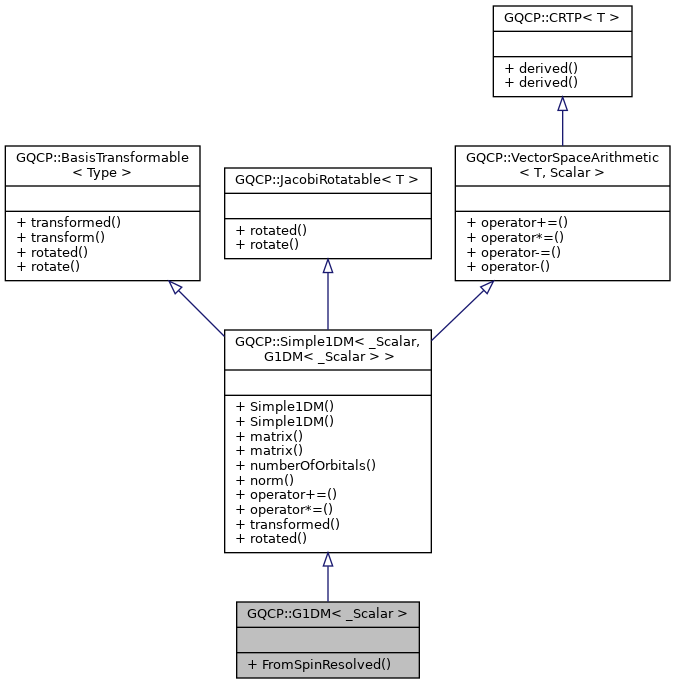 GQCP::CRTP< T >
+ derived()
+ derived()
GQCP::BasisTransformable
< Type >
+ transformed()
+ transform()
+ rotated()
+ rotate()
GQCP::JacobiRotatable< T >
+ rotated()
+ rotate()
GQCP::VectorSpaceArithmetic
< T, Scalar >
+ operator+=()
+ operator*=()
+ operator-=()
+ operator-()
GQCP::Simple1DM< _Scalar,
G1DM< _Scalar > >
+ Simple1DM()
+ Simple1DM()
+ matrix()
+ matrix()
+ numberOfOrbitals()
+ norm()
+ operator+=()
+ operator*=()
+ transformed()
+ rotated()
GQCP::G1DM< _Scalar >
+ FromSpinResolved()